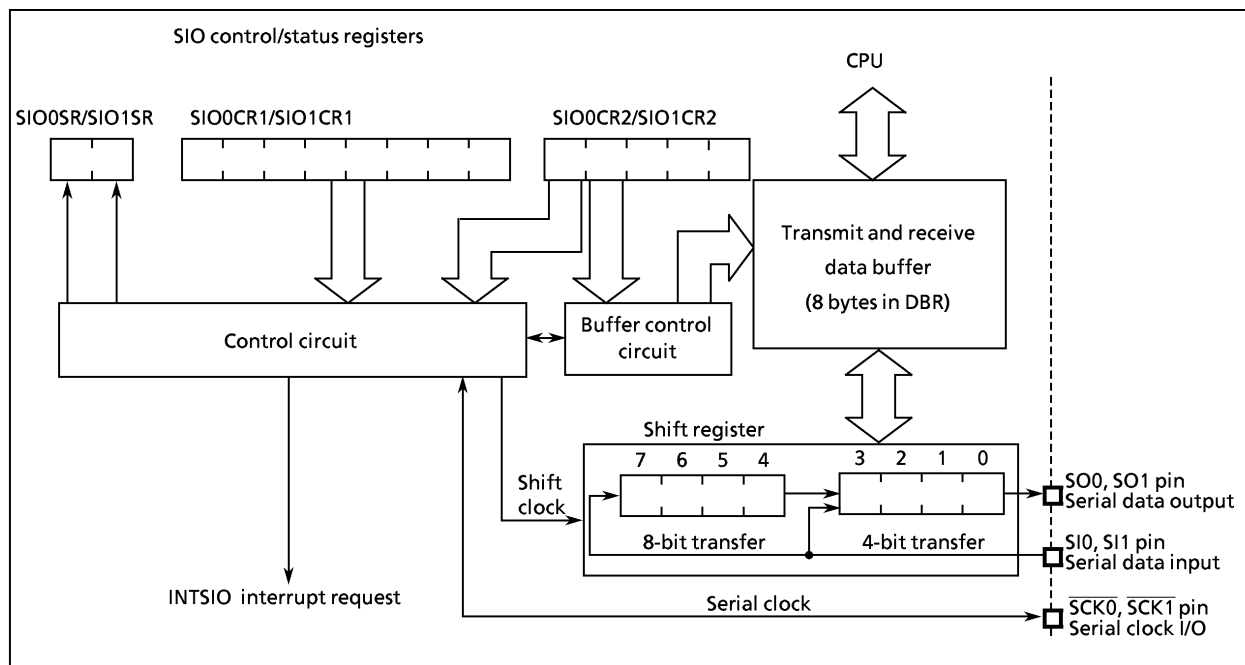 SIO control/status registers
CPU
SIO0SR/SIO1SR
SIO0CR1/SIO1CR1
SIO0CR2/SIO1CR2
Transmit and receive
data buffer
(8 bytes in DBR)
Control circuit
Buffer control
circuit
Shift register
7 6 5 4
3 2 1 0
Shift
clock
SO0, SO1 pin
Serial data output
8-bit transfer
4-bit transfer
SI0, SI1 pin
Serial data input
INTSIO interrupt request
Serial clock
S̅C̅K̅0̅, S̅C̅K̅1̅ pin
Serial clock I/O